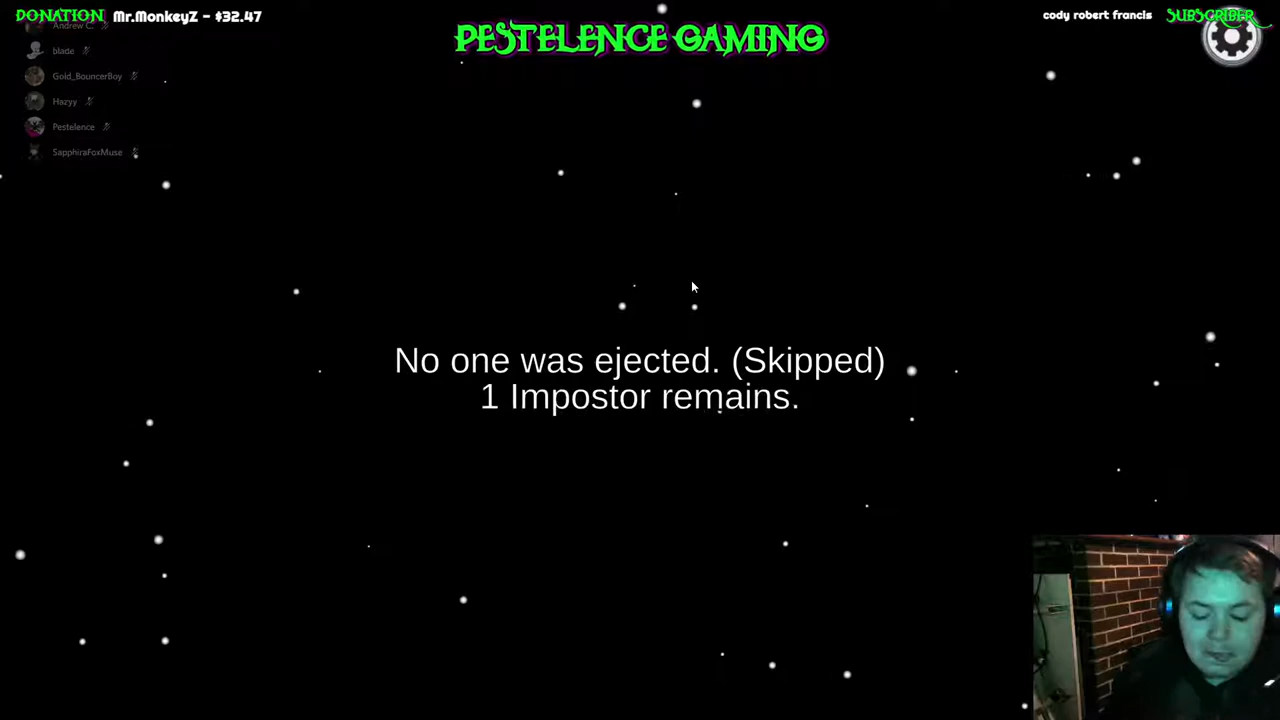 DONATION Mr.MonkeyZ - $32.47
PESTELENCE GAMING
cody robert francis SUBSCRIBER
Andrew C.
blade
Gold_BouncerBoy
Hazyy
Pestelence
SapphiraFoxMuse
No one was ejected. (Skipped)
1 Impostor remains.